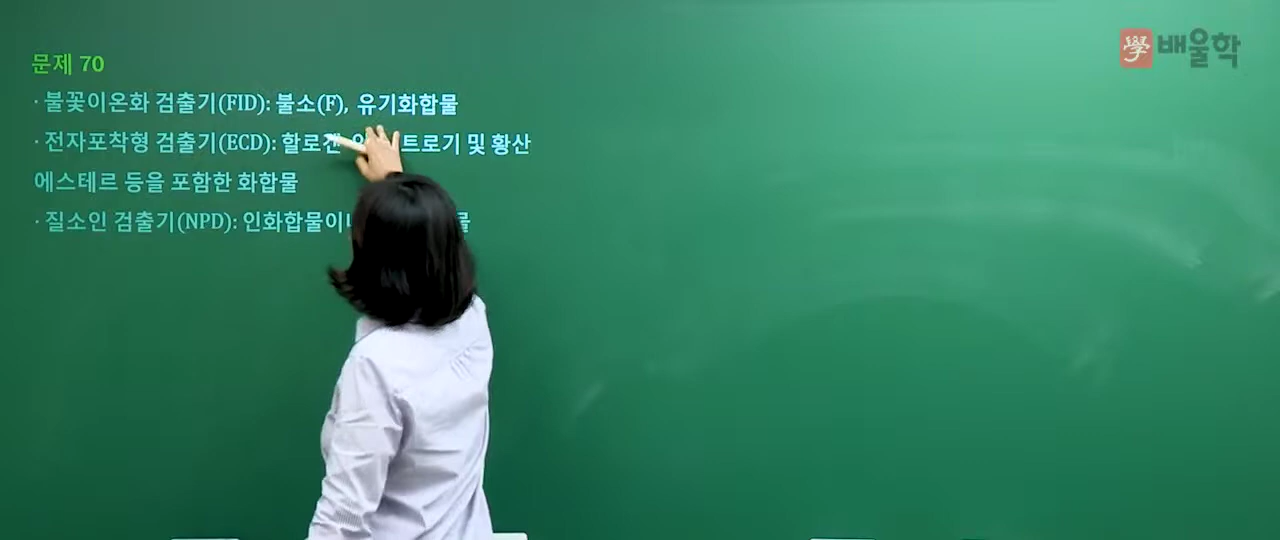 學 배울학
문제 70
· 불꽃이온화 검출기(FID): 불소(F), 유기화합물
· 전자포착형 검출기(ECD): 할로겐 트로기 및 황산
에스테르 등을 포함한 화합물
· 질소인 검출기(NPD): 인화합물이